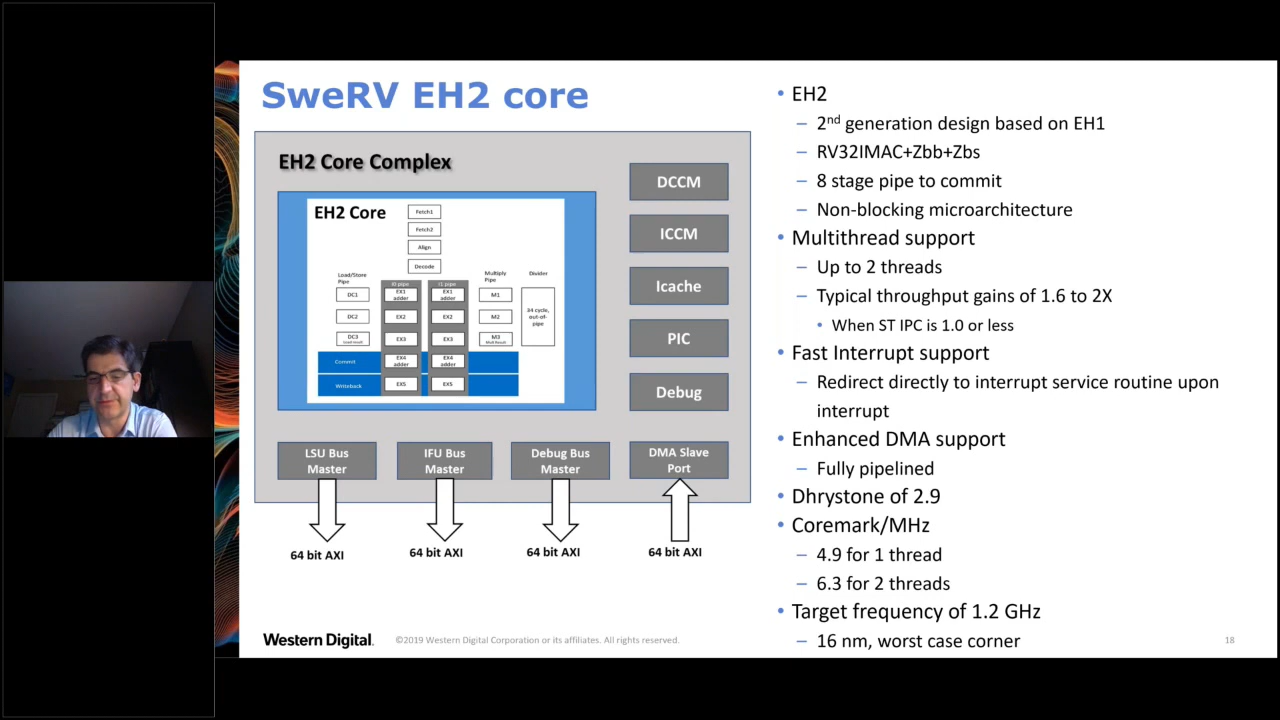 SweRV EH2 core
EH2 Core Complex
EH2 Core
Fetch1
Fetch2
Align
Decode
Load/Store
Pipe
I0 pipe
I1 pipe
Multiply
Pipe
Divider
DC1
EX1
adder
EX1
adder
M1
34 cycle,
out-of-
pipe
DC2
EX2
EX2
M2
DC3
EX3
EX3
M3
Commit
EX4
adder
EX4
adder
Writeback
EX5
EX5
DCCM
ICCM
Icache
PIC
Debug
LSU Bus
Master
IFU Bus
Master
Debug Bus
Master
DMA Slave
Port
64 bit AXI
64 bit AXI
64 bit AXI
64 bit AXI
• EH2
– 2nd generation design based on EH1
– RV32IMAC+Zbb+Zbs
– 8 stage pipe to commit
– Non-blocking microarchitecture
• Multithread support
– Up to 2 threads
– Typical throughput gains of 1.6 to 2X
• When ST IPC is 1.0 or less
• Fast Interrupt support
– Redirect directly to interrupt service routine upon
interrupt
• Enhanced DMA support
– Fully pipelined
• Dhrystone of 2.9
• Coremark/MHz
– 4.9 for 1 thread
– 6.3 for 2 threads
• Target frequency of 1.2 GHz
– 16 nm, worst case corner
Western Digital.
©2019 Western Digital Corporation or its affiliates. All rights reserved.
18